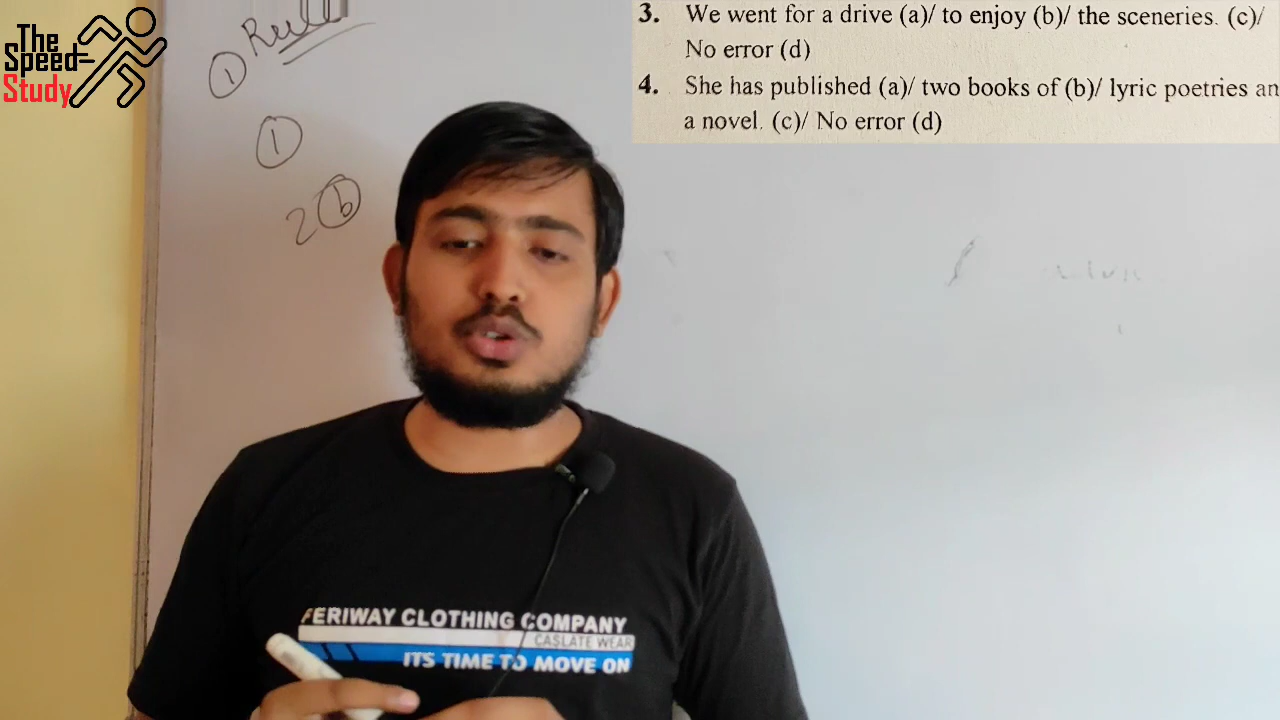 The
Speed
Study
① Rule
①
2 ⓑ
3. We went for a drive (a)/ to enjoy (b)/ the sceneries. (c)/
No error (d)
4. She has published (a)/ two books of (b)/ lyric poetries an
a novel. (c)/ No error (d)
FERIWAY CLOTHING COMPANY
CASLATE WEAR
ITS TIME TO MOVE ON